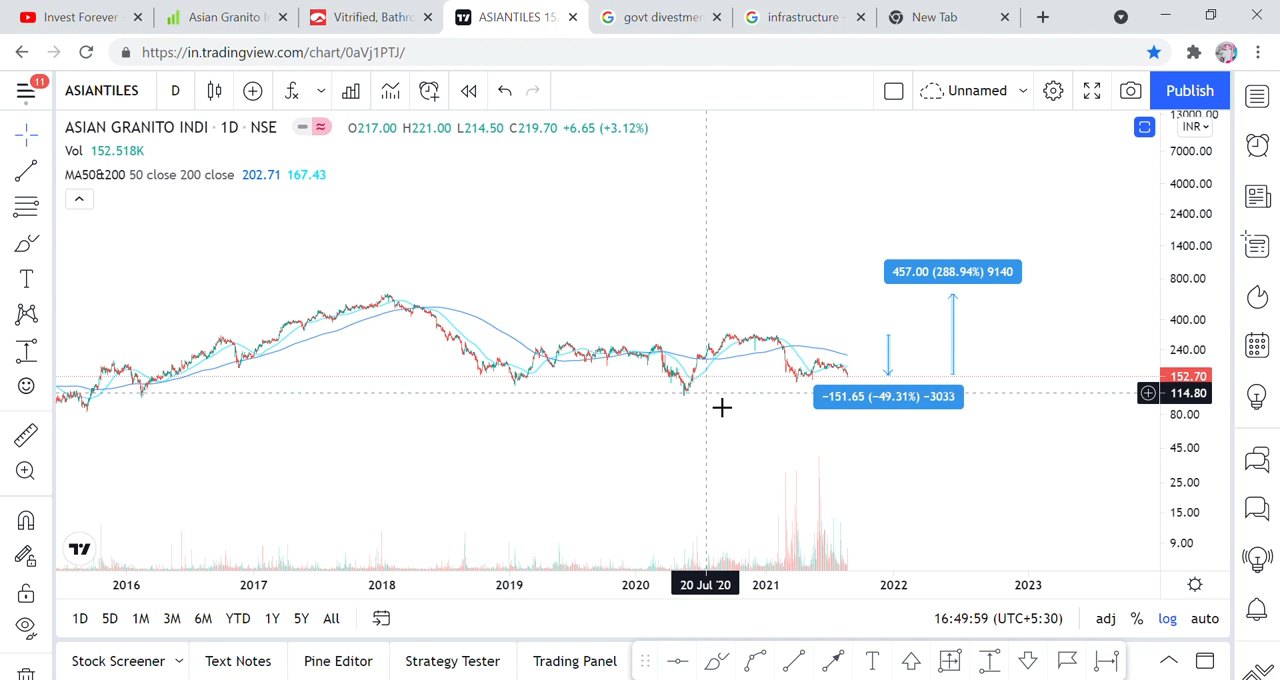 Invest Forever
Asian Granito I
Vitrified, Bathr
ASIANTILES 15
govt divestmer
infrastructure -
New Tab
https://in.tradingview.com/chart/0aVj1PTJ/
11
ASIANTILES
D
Unnamed
Publish
ASIAN GRANITO INDI · 1D · NSE
O217.00 H221.00 L214.50 C219.70 +6.65 (+3.12%)
INR
Vol 152.518K
MA50&200 50 close 200 close 202.71 167.43
13000.00
7000.00
4000.00
2400.00
1400.00
800.00
400.00
240.00
152.70
114.80
80.00
45.00
25.00
15.00
9.00
457.00 (288.94%) 9140
−151.65 (−49.31%) −3033
2016
2017
2018
2019
2020
20 Jul '20
2021
2022
2023
1D 5D 1M 3M 6M YTD 1Y 5Y All
16:49:59 (UTC+5:30)
adj % log auto
Stock Screener
Text Notes
Pine Editor
Strategy Tester
Trading Panel